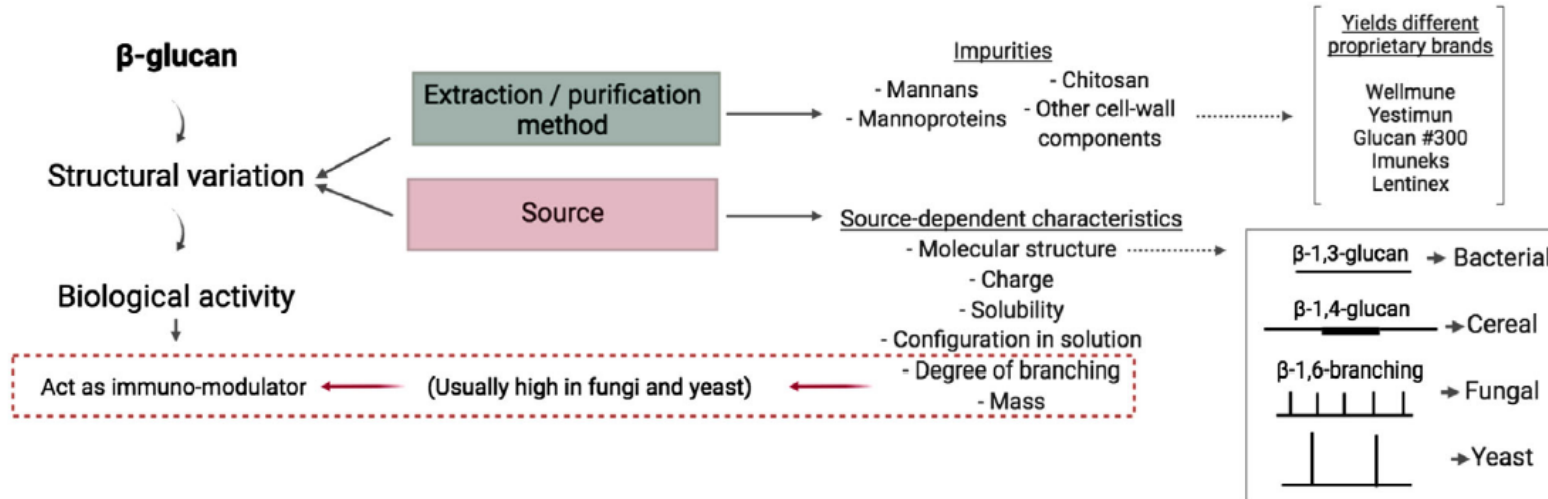 β-glucan
Structural variation
Biological activity
Act as immuno-modulator
Extraction / purification
method
Source
(Usually high in fungi and yeast)
Impurities
- Mannans
- Mannoproteins
- Chitosan
- Other cell-wall
components
Source-dependent characteristics
- Molecular structure
- Charge
- Solubility
- Configuration in solution
- Degree of branching
- Mass
Yields different
proprietary brands
Wellmune
Yestimun
Glucan #300
Imuneks
Lentinex
β-1,3-glucan
Bacterial
β-1,4-glucan
Cereal
β-1,6-branching
Fungal
Yeast